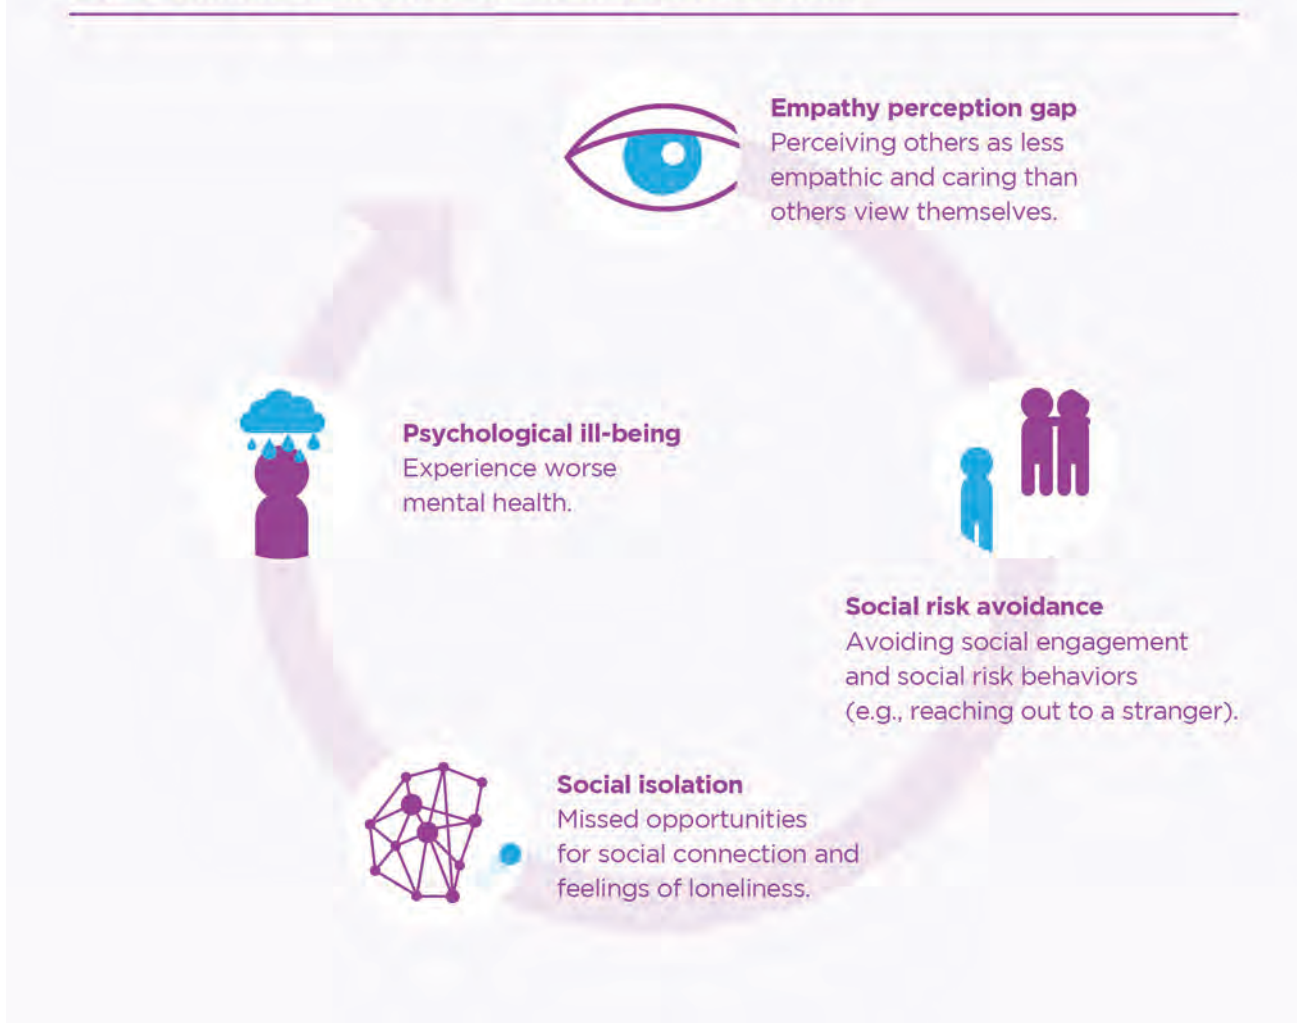 Empathy perception gap
Perceiving others as less
empathic and caring than
others view themselves.
Psychological ill-being
Experience worse
mental health.
Social risk avoidance
Avoiding social engagement
and social risk behaviors
(e.g., reaching out to a stranger).
Social isolation
Missed opportunities
for social connection and
feelings of loneliness.